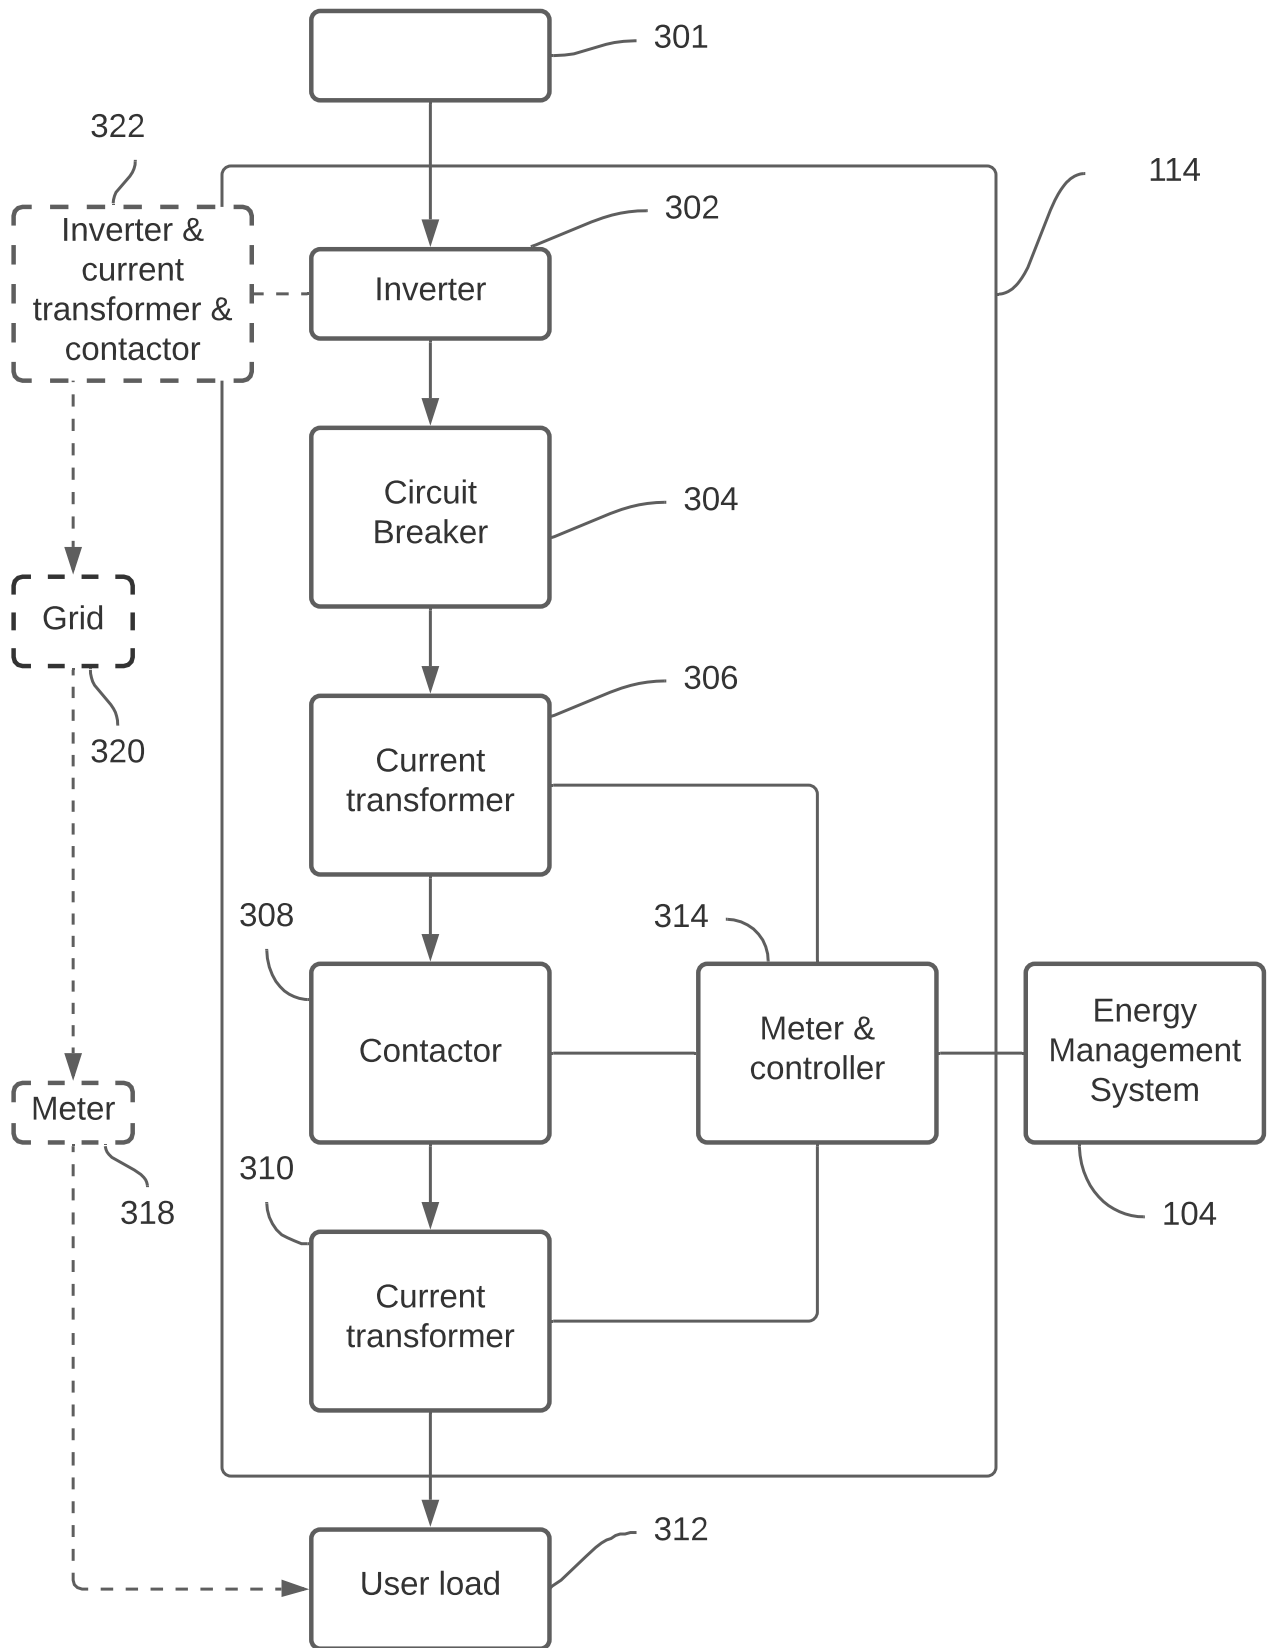 301
322
114
Inverter &
current
transformer &
contactor
302
Inverter
Circuit
Breaker
304
Grid
320
306
Current
transformer
308
314
Contactor
Meter &
controller
Energy
Management
System
Meter
318
310
104
Current
transformer
312
User load